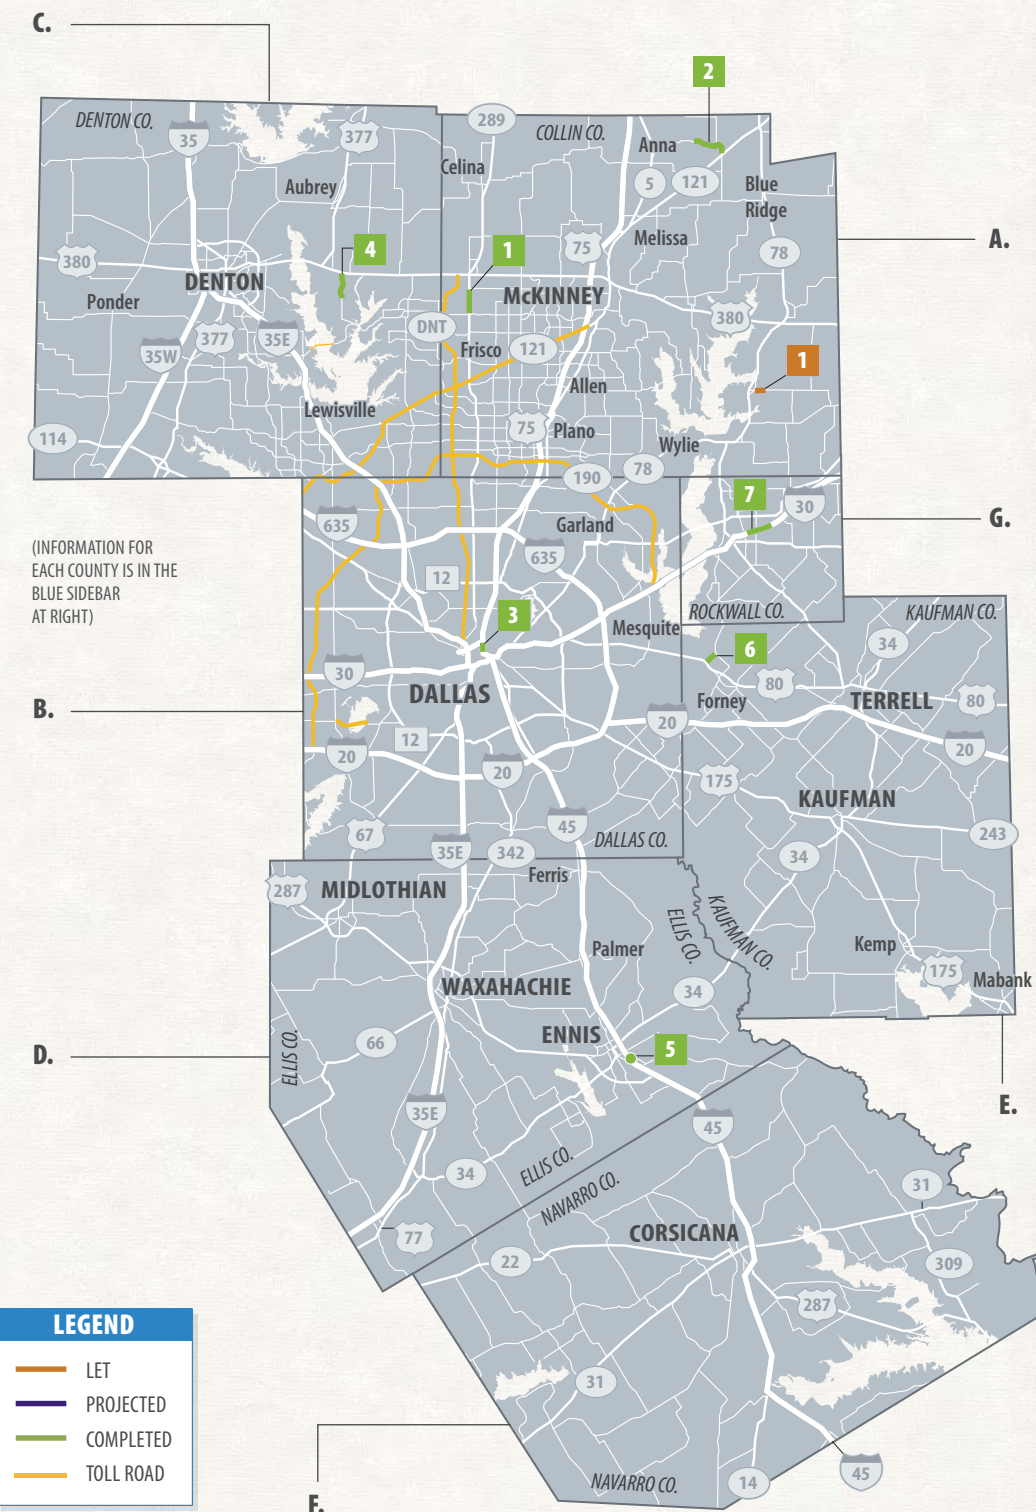 C.
2
DENTON CO.
35
377
289
COLLIN CO.
Anna
Celina
Aubrey
5
121
Blue
Ridge
A.
4
1
75
Melissa
78
380
DENTON
McKINNEY
Ponder
380
DNT
377
35E
35W
Frisco
121
1
Allen
Lewisville
114
75
Plano
Wylie
78
190
7
30
G.
635
Garland
635
(INFORMATION FOR
EACH COUNTY IS IN THE
BLUE SIDEBAR
AT RIGHT)
12
3
Mesquite
ROCKWALL CO.
KAUFMAN CO.
34
6
30
80
DALLAS
Forney
TERRELL
80
B.
20
12
20
20
20
175
KAUFMAN
67
45
DALLAS CO.
243
35E
342
34
287
MIDLOTHIAN
Ferris
ELLIS CO.
KAUFMAN CO.
Palmer
Kemp
175
Mabank
WAXAHACHIE
34
ENNIS
66
5
D.
ELLIS CO.
E.
35E
45
34
ELLIS CO.
NAVARRO CO.
31
77
CORSICANA
22
309
287
LEGEND
LET
PROJECTED
COMPLETED
TOLL ROAD
31
45
NAVARRO CO.
14
F.